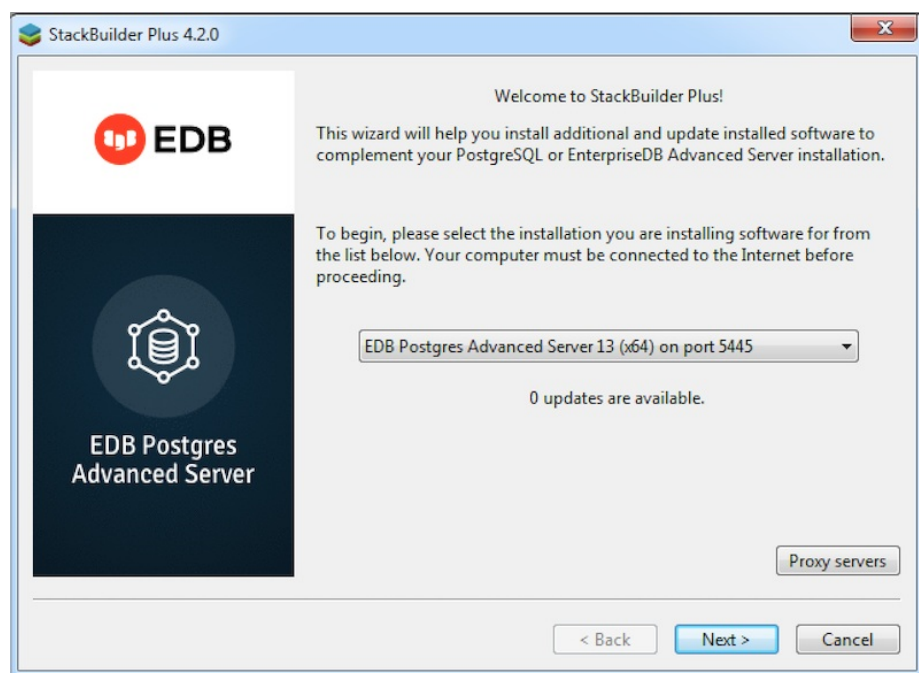 StackBuilder Plus 4.2.0
EDB
EDB Postgres
Advanced Server
Welcome to StackBuilder Plus!
This wizard will help you install additional and update installed software to
complement your PostgreSQL or EnterpriseDB Advanced Server installation.
To begin, please select the installation you are installing software for from
the list below. Your computer must be connected to the Internet before
proceeding.
EDB Postgres Advanced Server 13 (x64) on port 5445
0 updates are available.
Proxy servers
< Back
Next >
Cancel